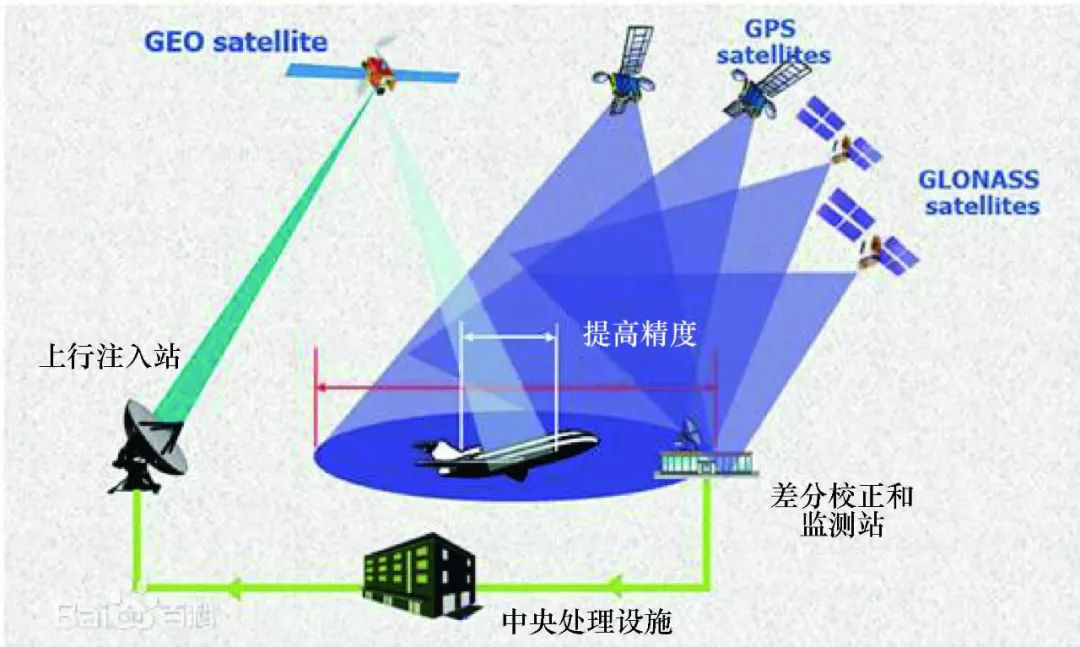 GEO satellite
GPS
satellites
GLONASS
satellites
提高精度
上行注入站
差分校正和
监测站
中央处理设施
Baidu百科